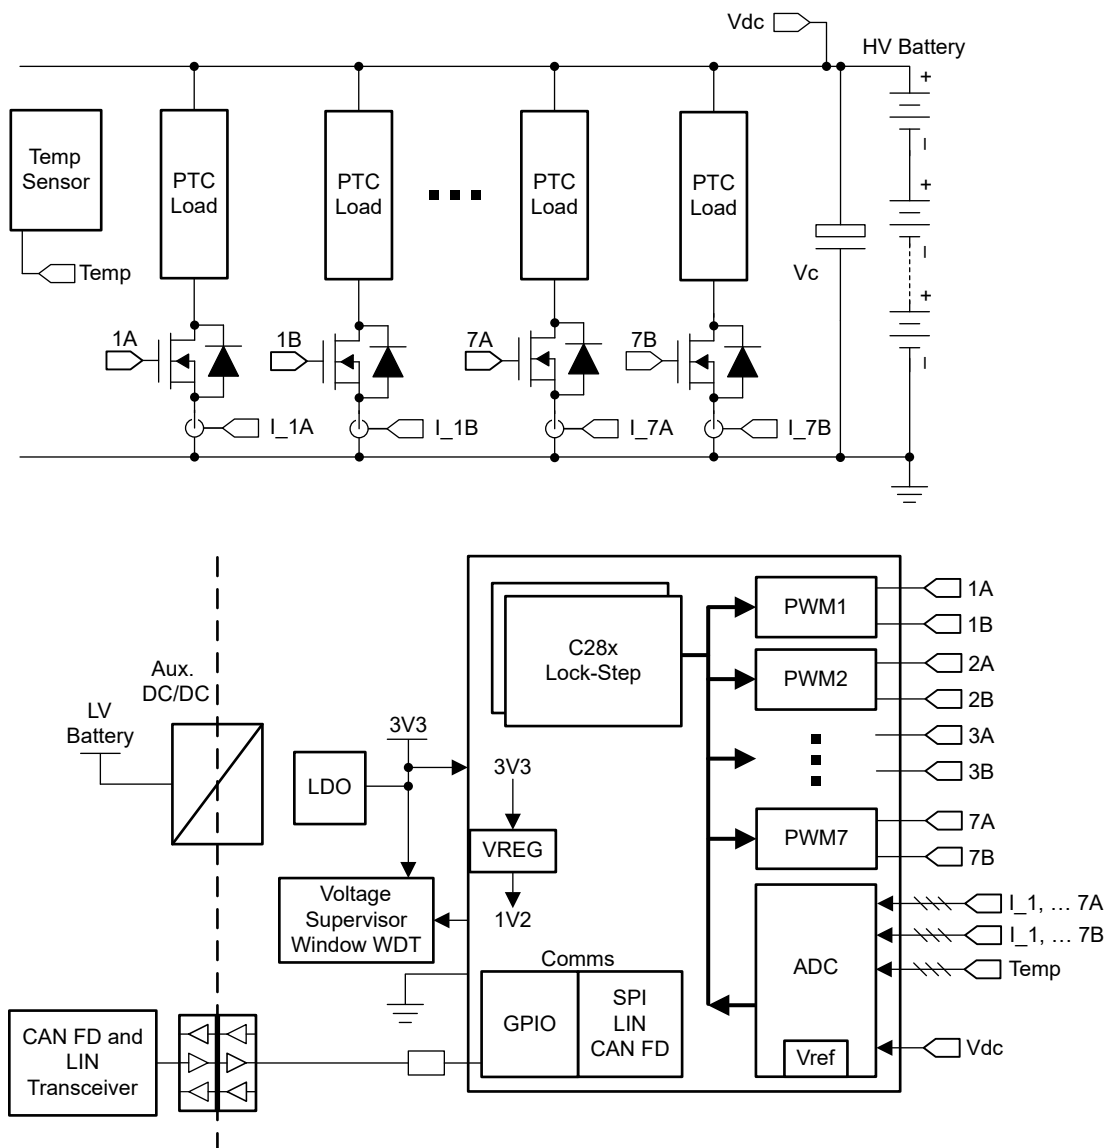 Vdc
HV Battery
+
Temp
Sensor
PTC
Load
PTC
Load
PTC
Load
PTC
Load
+
Temp
Vc
+
1A
1B
7A
7B
I_1A
I_1B
I_7A
I_7B
C28x
Lock-Step
PWM1
1A
1B
PWM2
2A
2B
3A
3B
PWM7
7A
7B
Aux.
DC/DC
LV
Battery
3V3
LDO
3V3
VREG
1V2
Voltage
Supervisor
Window WDT
ADC
I_1, ... 7A
I_1, ... 7B
Temp
Vdc
Vref
Comms
GPIO
SPI
LIN
CAN FD
CAN FD and
LIN
Transceiver